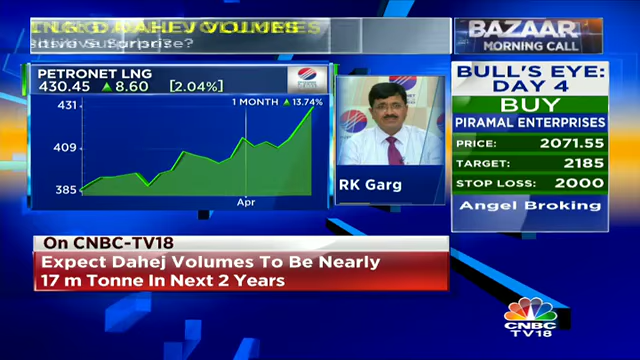 BAZAAR
MORNING CALL
PETRONET LNG
430.45 ▲ 8.60 [2.04%]
1 MONTH ▲ 13.74%
431
409
385
Apr
RK Garg
BULL'S EYE:
DAY 4
BUY
PIRAMAL ENTERPRISES
PRICE: 2071.55
TARGET: 2185
STOP LOSS: 2000
Angel Broking
On CNBC-TV18
Expect Dahej Volumes To Be Nearly
17 m Tonne In Next 2 Years
CNBC
TV18